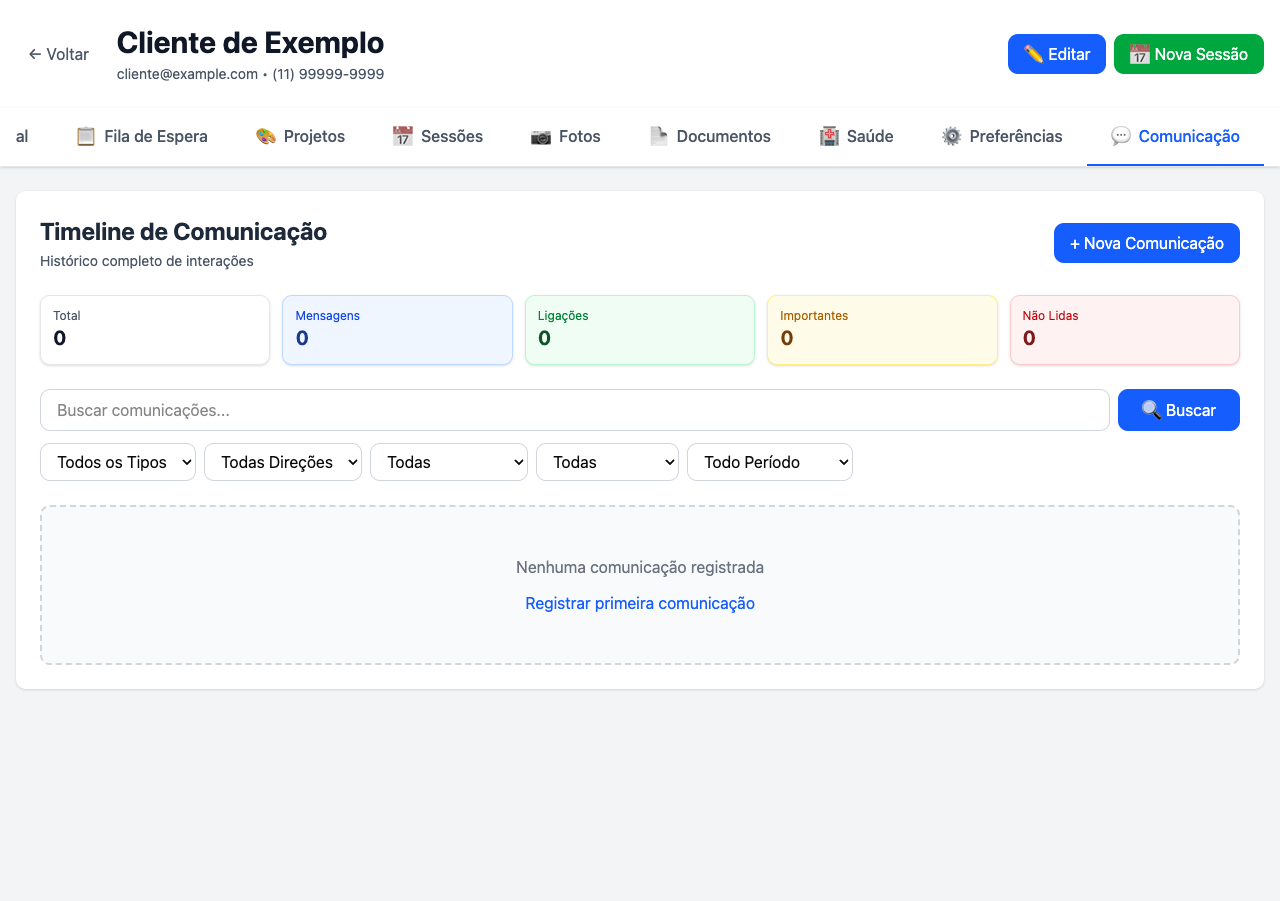 ← Voltar
Cliente de Exemplo
cliente@example.com • (11) 99999-9999
✏️ Editar
📅 Nova Sessão
al
📋 Fila de Espera
🎨 Projetos
📅 Sessões
📷 Fotos
📄 Documentos
🏥 Saúde
⚙️ Preferências
💬 Comunicação
Timeline de Comunicação
Histórico completo de interações
+ Nova Comunicação
Total
0
Mensagens
0
Ligações
0
Importantes
0
Não Lidas
0
Buscar comunicações...
🔍 Buscar
Todos os Tipos
Todas Direções
Todas
Todas
Todo Período
Nenhuma comunicação registrada
Registrar primeira comunicação